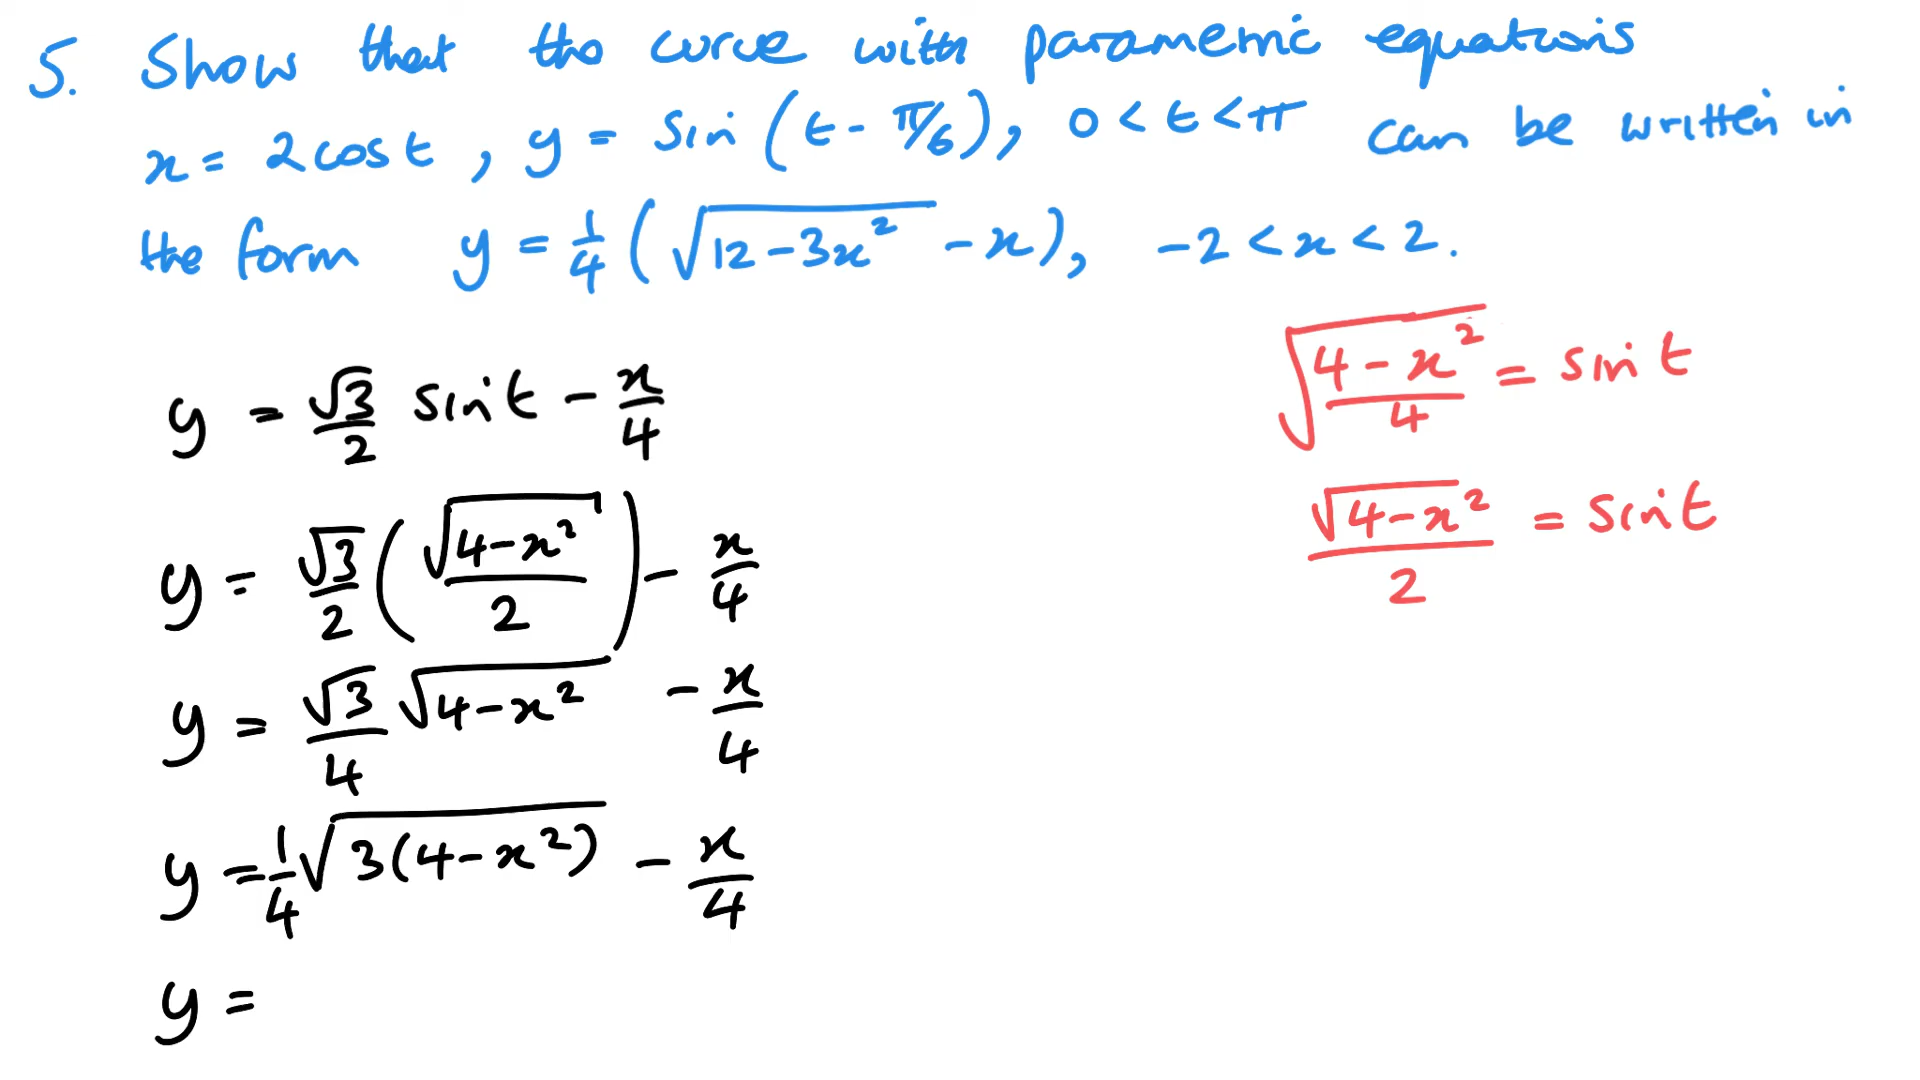 5. Show that the curve with parametric equations
x = 2cos t, y = sin(t - π/6), 0 < t < π can be written in
the form y = 1/4 (√(12-3x²) - x), -2 < x < 2.
√((4-x²)/4) = sin t
y = √3/2 sin t - x/4
√(4-x²)/2 = sin t
y = √3/2 (√(4-x²)/2) - x/4
y = √3/4 √(4-x²) - x/4
y = 1/4 √(3(4-x²)) - x/4
y =